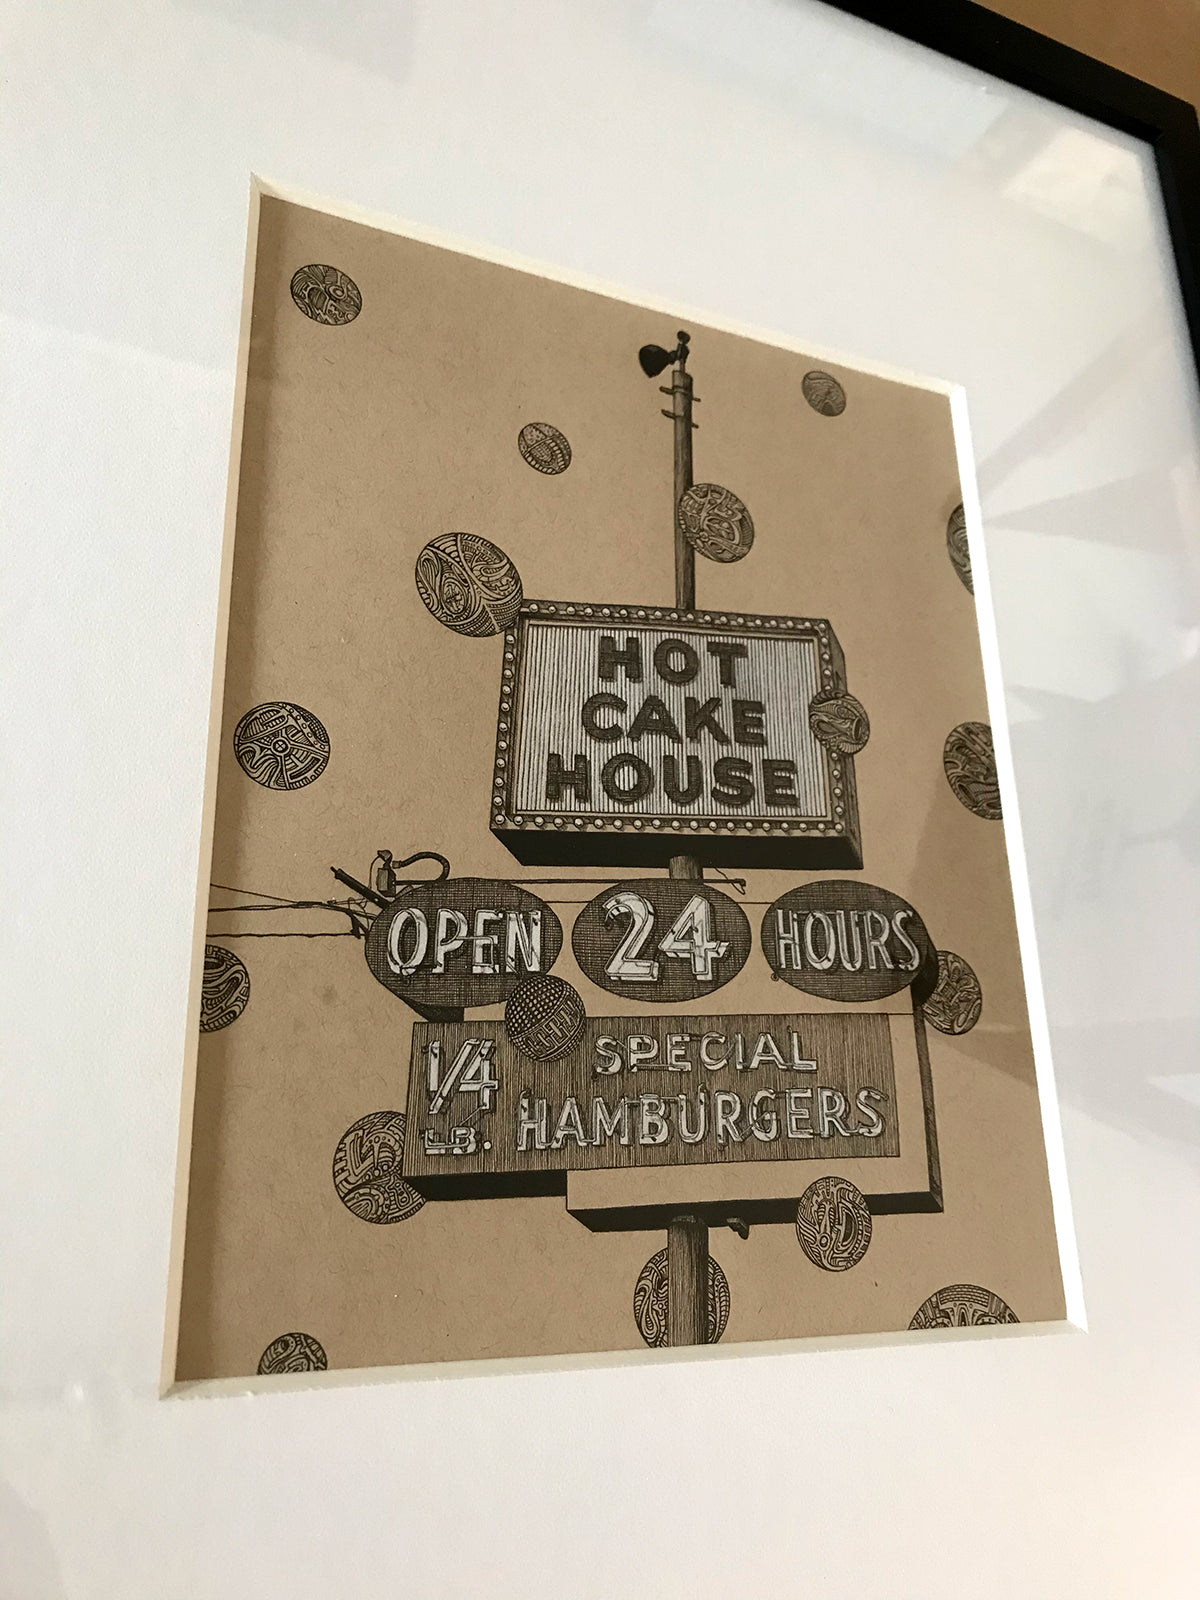 HOT
CAKE
HOUSE
OPEN 24 HOURS
1/4 LB. SPECIAL
HAMBURGERS